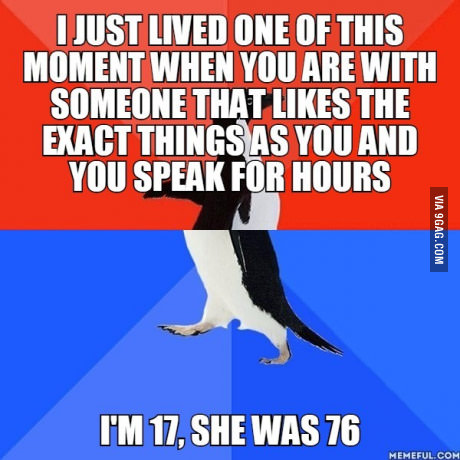 I JUST LIVED ONE OF THIS
MOMENT WHEN YOU ARE WITH
SOMEONE THAT LIKES THE
EXACT THINGS AS YOU AND
YOU SPEAK FOR HOURS
VIA 9GAG.COM
I'M 17, SHE WAS 76
MEMEFUL.COM